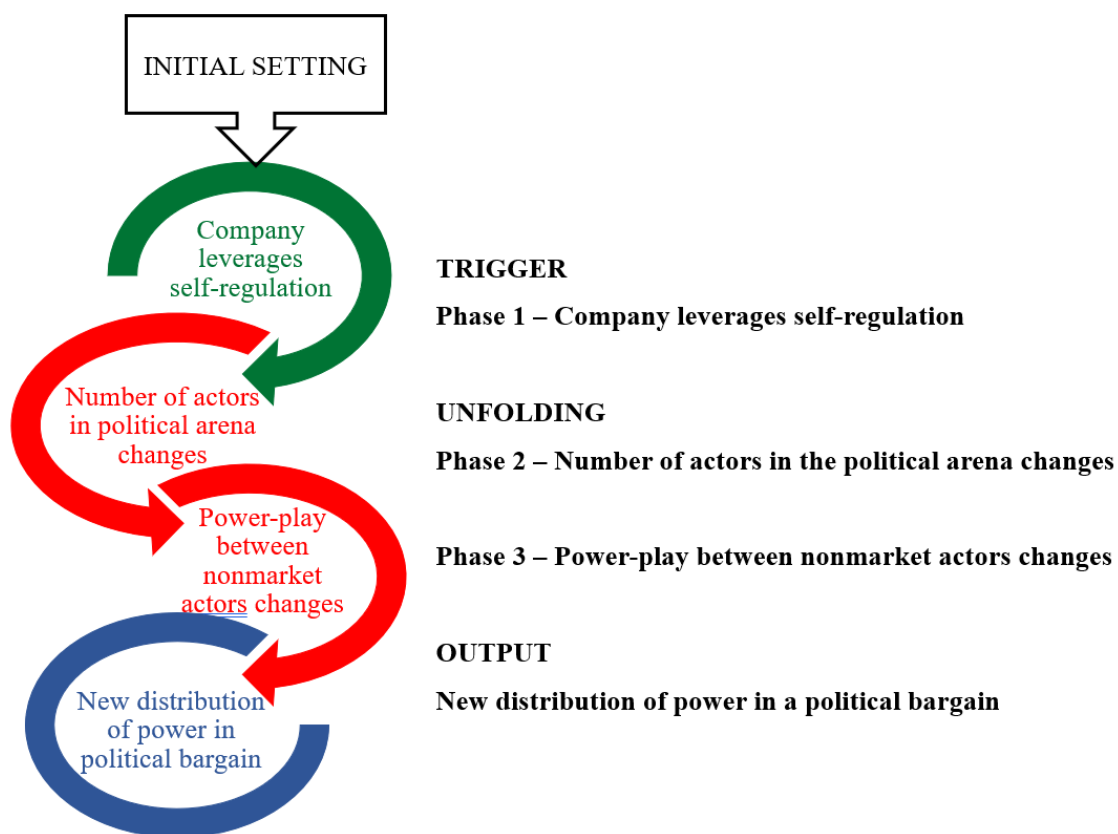 INITIAL SETTING
Company
leverages
self-regulation
TRIGGER
Phase 1 – Company leverages self-regulation
Number of actors
in political arena
changes
UNFOLDING
Phase 2 – Number of actors in the political arena changes
Power-play
between
nonmarket
actors changes
Phase 3 – Power-play between nonmarket actors changes
New distribution
of power in
political bargain
OUTPUT
New distribution of power in a political bargain